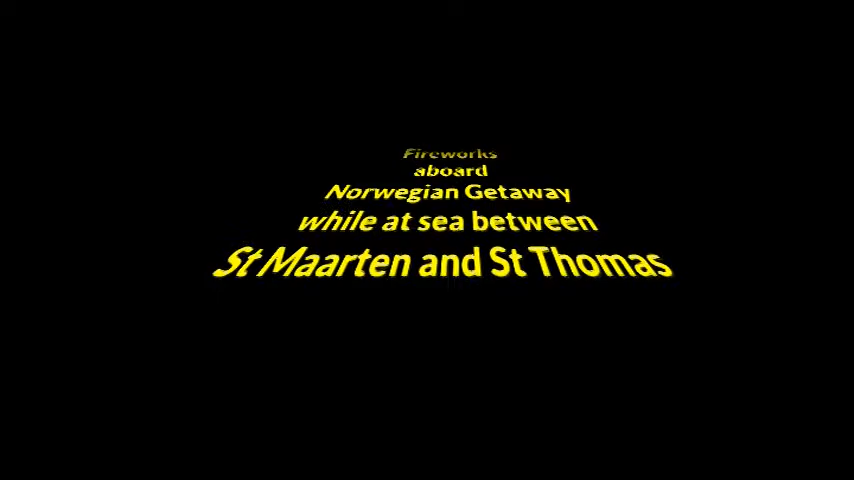 Fireworks
aboard
Norwegian Getaway
while at sea between
St Maarten and St Thomas